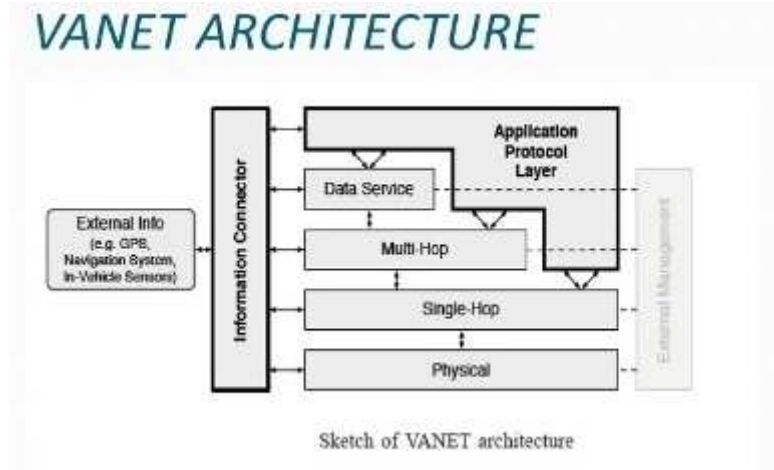 VANET ARCHITECTURE
Application
Protocol
Layer
Information Connector
Data Service
External Info
(e.g. GPS,
Navigation System,
In-Vehicle Sensors)
Multi-Hop
External Management
Single-Hop
Physical
Sketch of VANET architecture